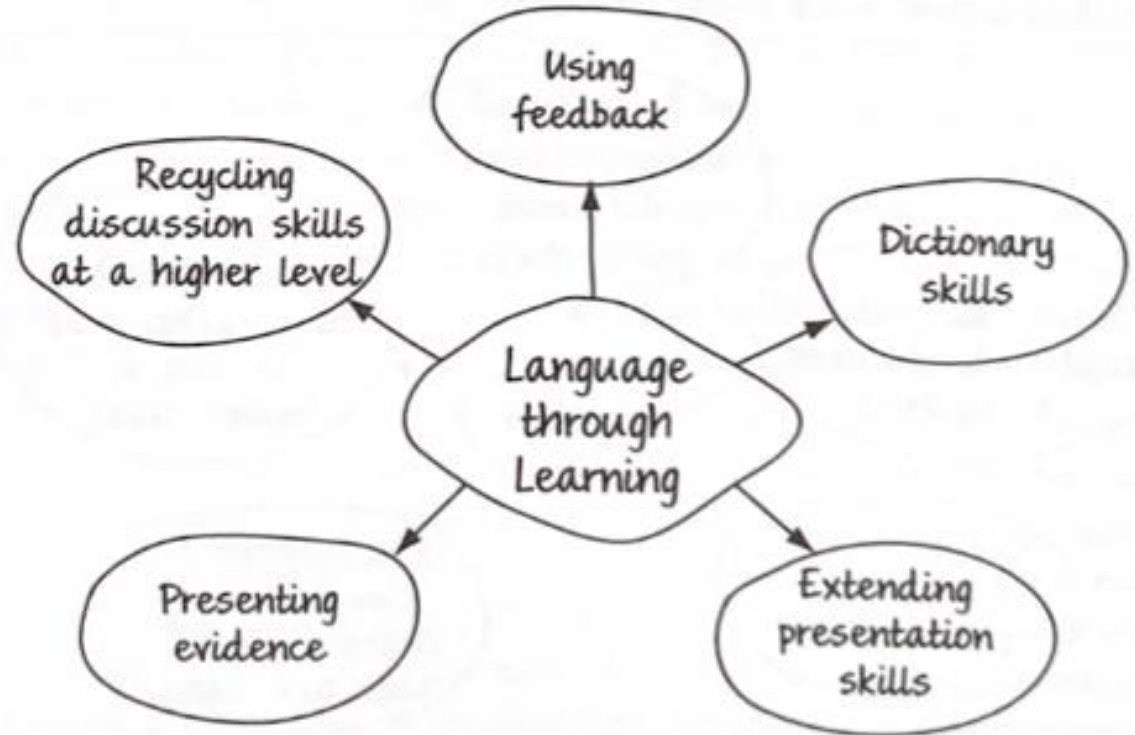 Using
feedback
Recycling
discussion skills
at a higher level
Dictionary
skills
Language
through
Learning
Presenting
evidence
Extending
presentation
skills